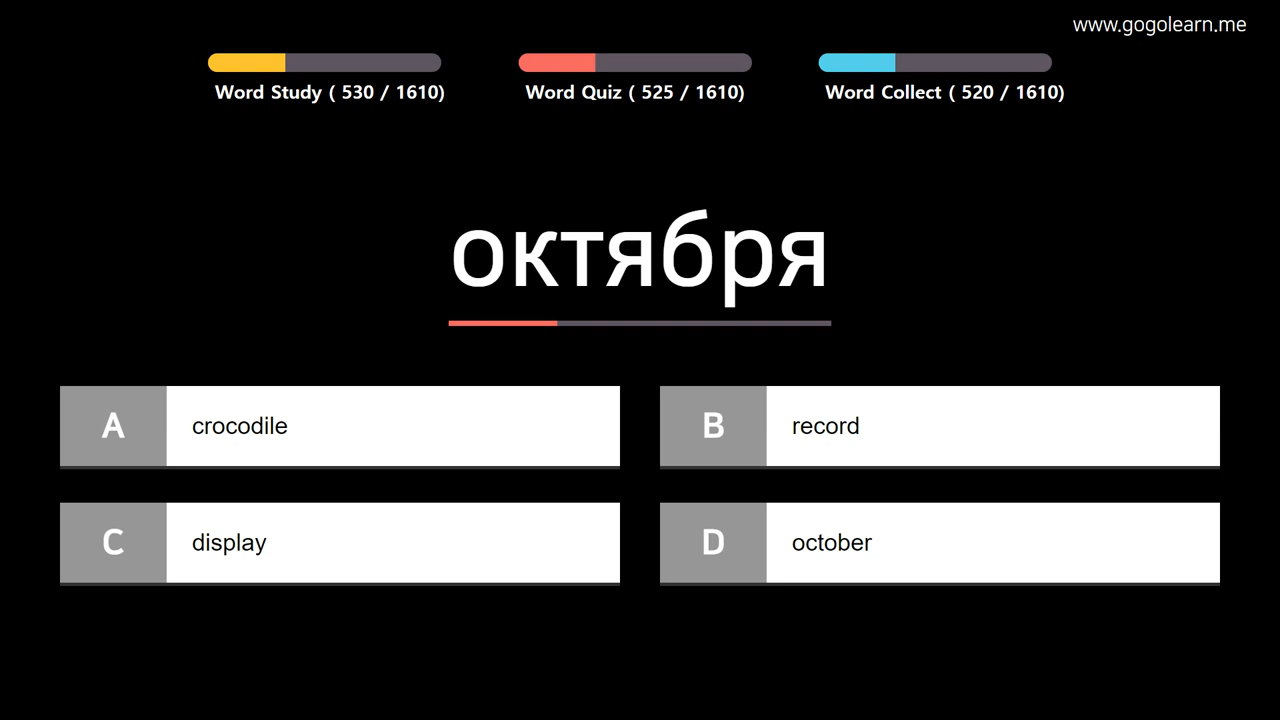 www.gogolearn.me
Word Study ( 530 / 1610)
Word Quiz ( 525 / 1610)
Word Collect ( 520 / 1610)
октября
A crocodile
B record
C display
D october